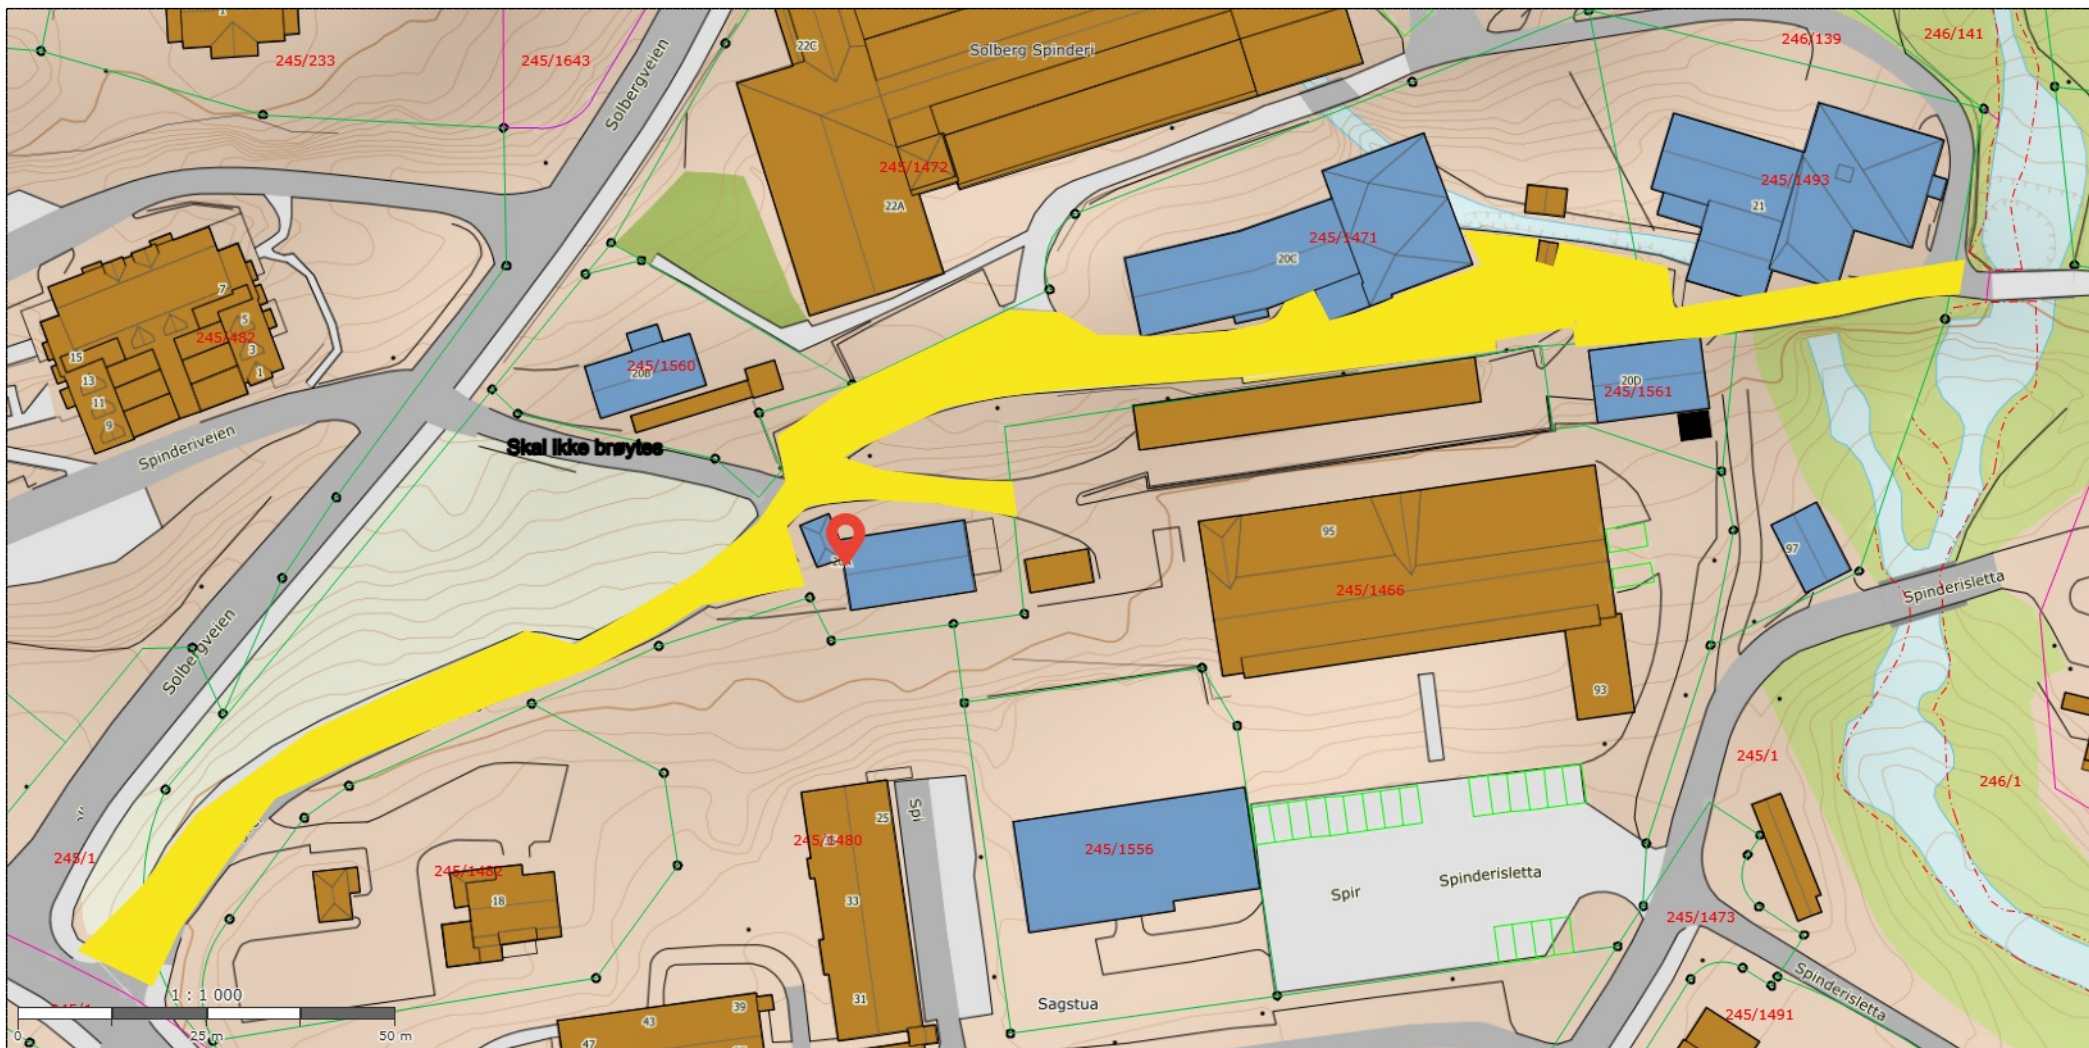 22C
Solberg Spinderi
245/233
245/1643
Solbergveien
246/139
246/141
245/1472
22A
245/1493
21
245/1471
20C
7
5
245/482
3
15
1
13
11
9
245/1560
20B
20D
245/1561
Spinderiveien
Skal ikke brøytes
95
97
245/1466
Spinderisletta
Solbergveien
93
245/1
246/1
25
Spi
245/1
245/1480
245/1482
33
18
245/1556
Spir
Spinderisletta
245/1473
1 : 1 000
31
39
Sagstua
Spinderisletta
43
245/1491
47
0
25 m
50 m